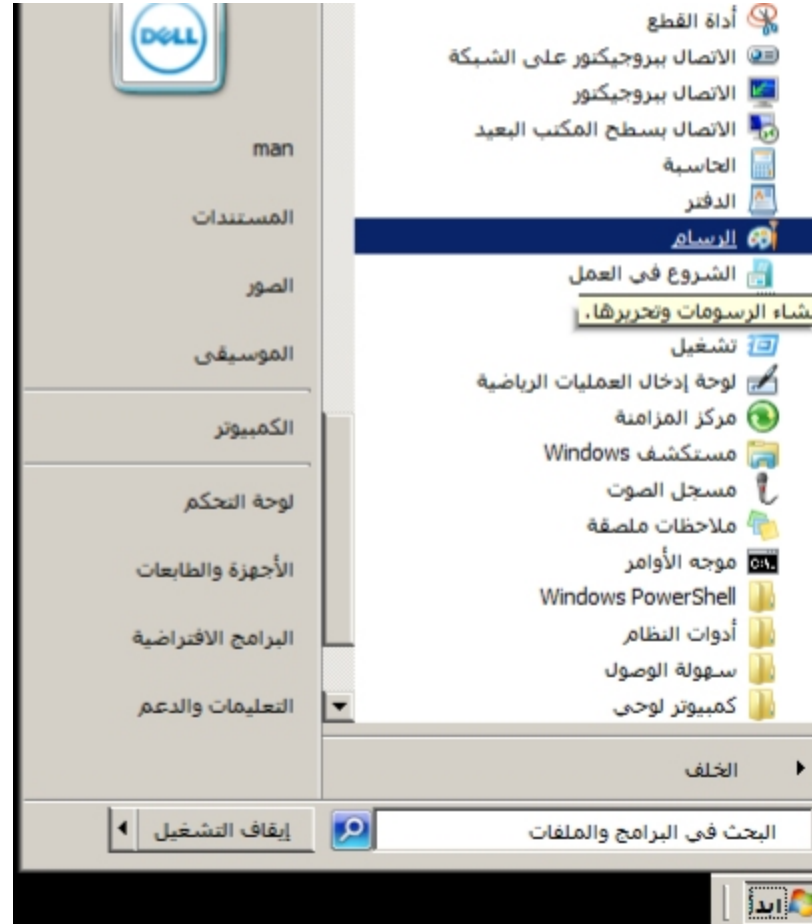 أداة القطع
الاتصال ببروجيكتور على الشبكة
الاتصال ببروجيكتور
الاتصال بسطح المكتب البعيد
الحاسبة
الدفتر
الرسام
الشروع في العمل
الرسومات وتحريرها.
تشغيل
لوحة إدخال العمليات الرياضية
مركز المزامنة
مستكشف Windows
مسجل الصوت
ملاحظات ملصقة
موجه الأوامر
Windows PowerShell
أدوات النظام
سهولة الوصول
كمبيوتر لوحي
الخلف
البحث في البرامج والملفات
DELL
man
المستندات
الصور
الموسيقى
الكمبيوتر
لوحة التحكم
الأجهزة والطابعات
البرامج الافتراضية
التعليمات والدعم
إيقاف التشغيل